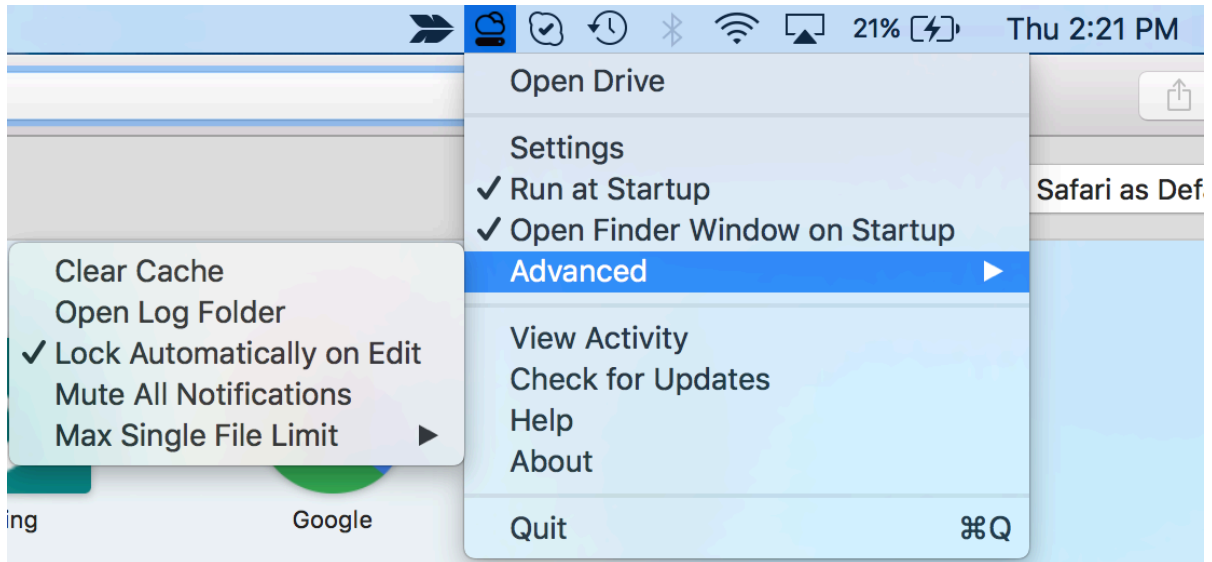 21% Thu 2:21 PM
Open Drive
Settings
✓ Run at Startup
Safari as Def
✓ Open Finder Window on Startup
Advanced ▶
Clear Cache
Open Log Folder
✓ Lock Automatically on Edit
Mute All Notifications
Max Single File Limit ▶
View Activity
Check for Updates
Help
About
Quit ⌘Q
ing
Google